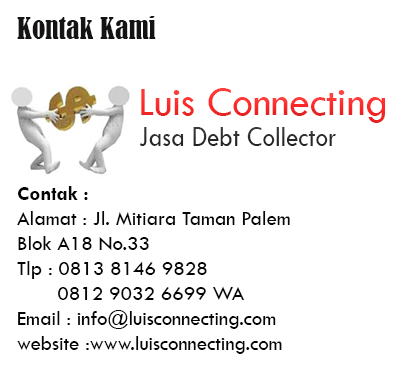 Kontak Kami
Luis Connecting
Jasa Debt Collector
Contak :
Alamat : Jl. Mitiara Taman Palem
Blok A18 No.33
Tlp : 0813 8146 9828
0812 9032 6699 WA
Email : info@luisconnecting.com
website :www.luisconnecting.com